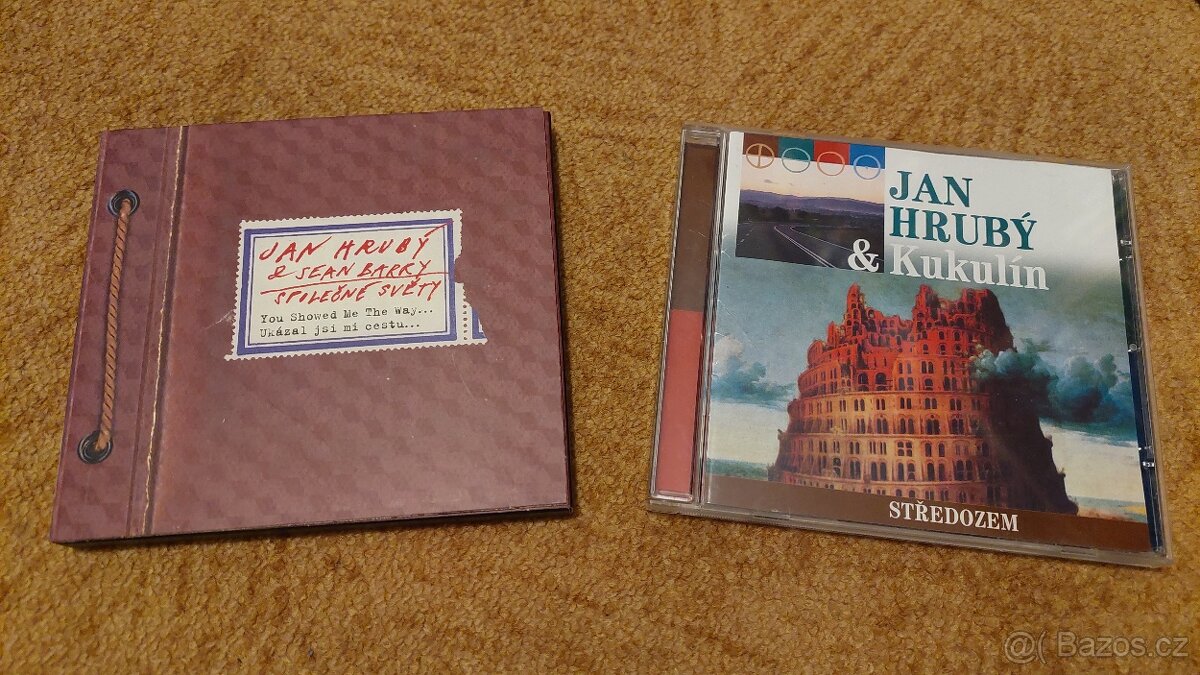 JAN HRUBÝ
& SEAN BARRY
SPOLEČNÉ SVĚTY
You Showed Me The Way...
Ukázal jsi mi cestu...
JAN
HRUBÝ
& Kukulín
STŘEDOZEM
@( Bazos.cz